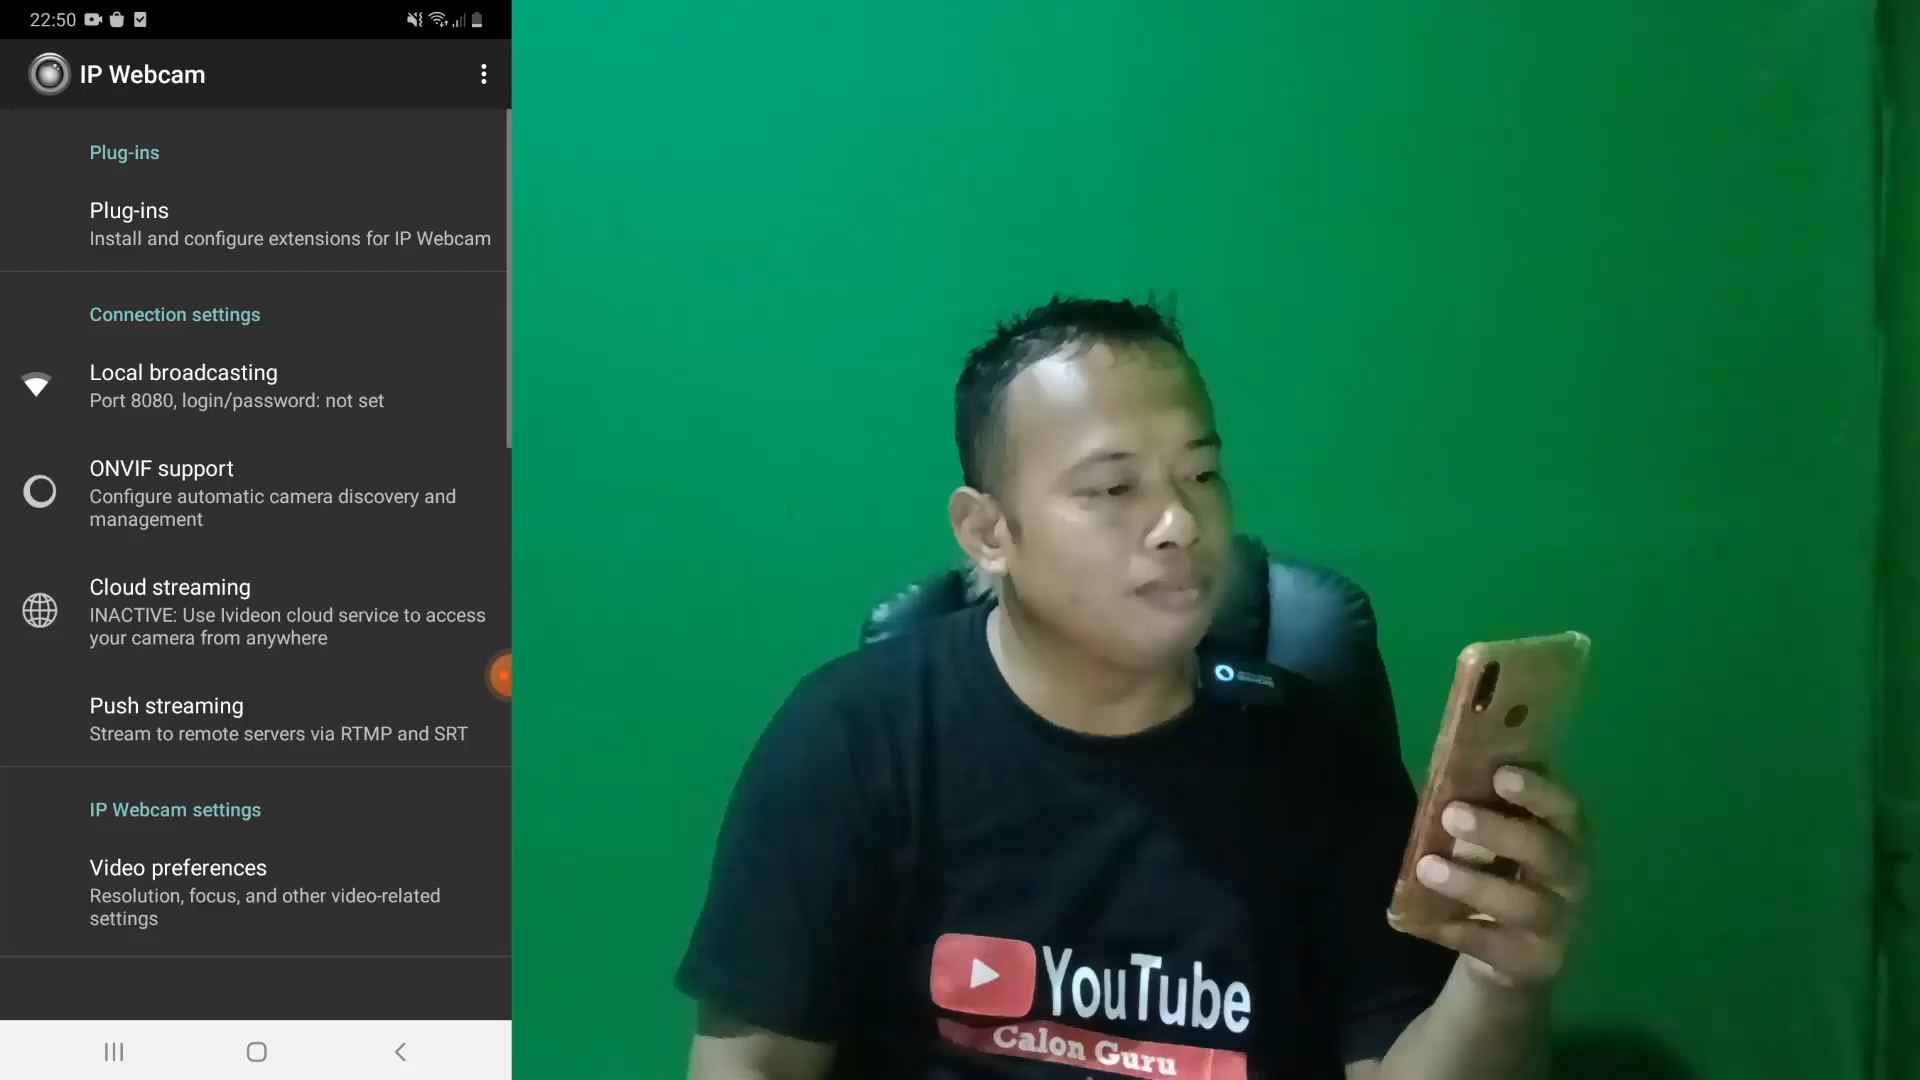 22:50
IP Webcam
Plug-ins
Plug-ins
Install and configure extensions for IP Webcam
Connection settings
Local broadcasting
Port 8080, login/password: not set
ONVIF support
Configure automatic camera discovery and
management
Cloud streaming
INACTIVE: Use Ivideon cloud service to access
your camera from anywhere
Push streaming
Stream to remote servers via RTMP and SRT
IP Webcam settings
Video preferences
Resolution, focus, and other video-related
settings
YouTube
Calon Guru